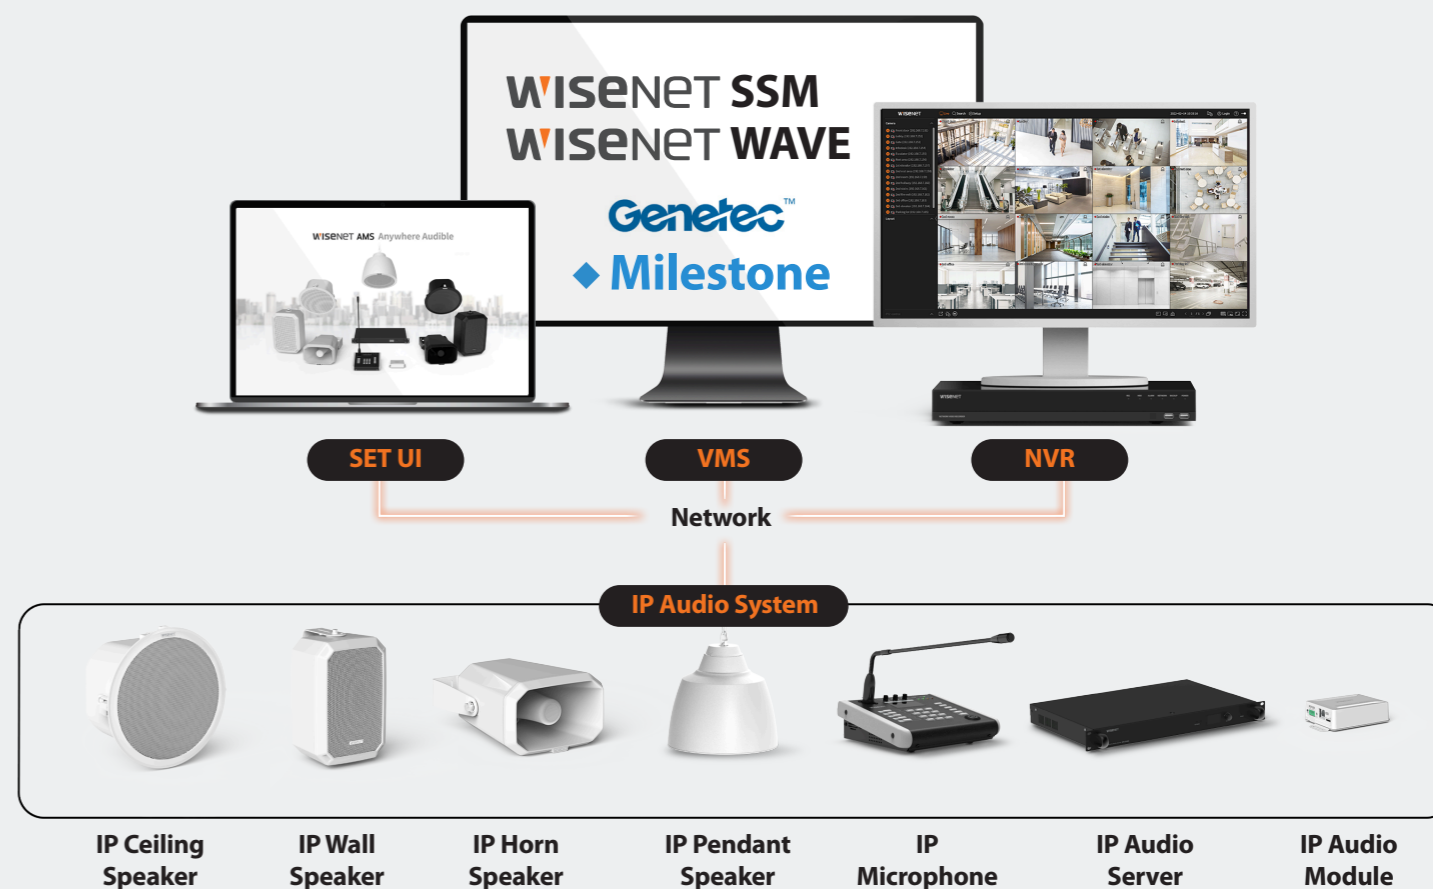 WISENET SSM
WISENET WAVE
Genetec™
Milestone
WISENET AMS Anywhere Audible
WISENET
WISENET
SET UI
VMS
NVR
Network
IP Audio System
IP Ceiling
Speaker
IP Wall
Speaker
IP Horn
Speaker
IP Pendant
Speaker
IP
Microphone
IP Audio
Server
IP Audio
Module